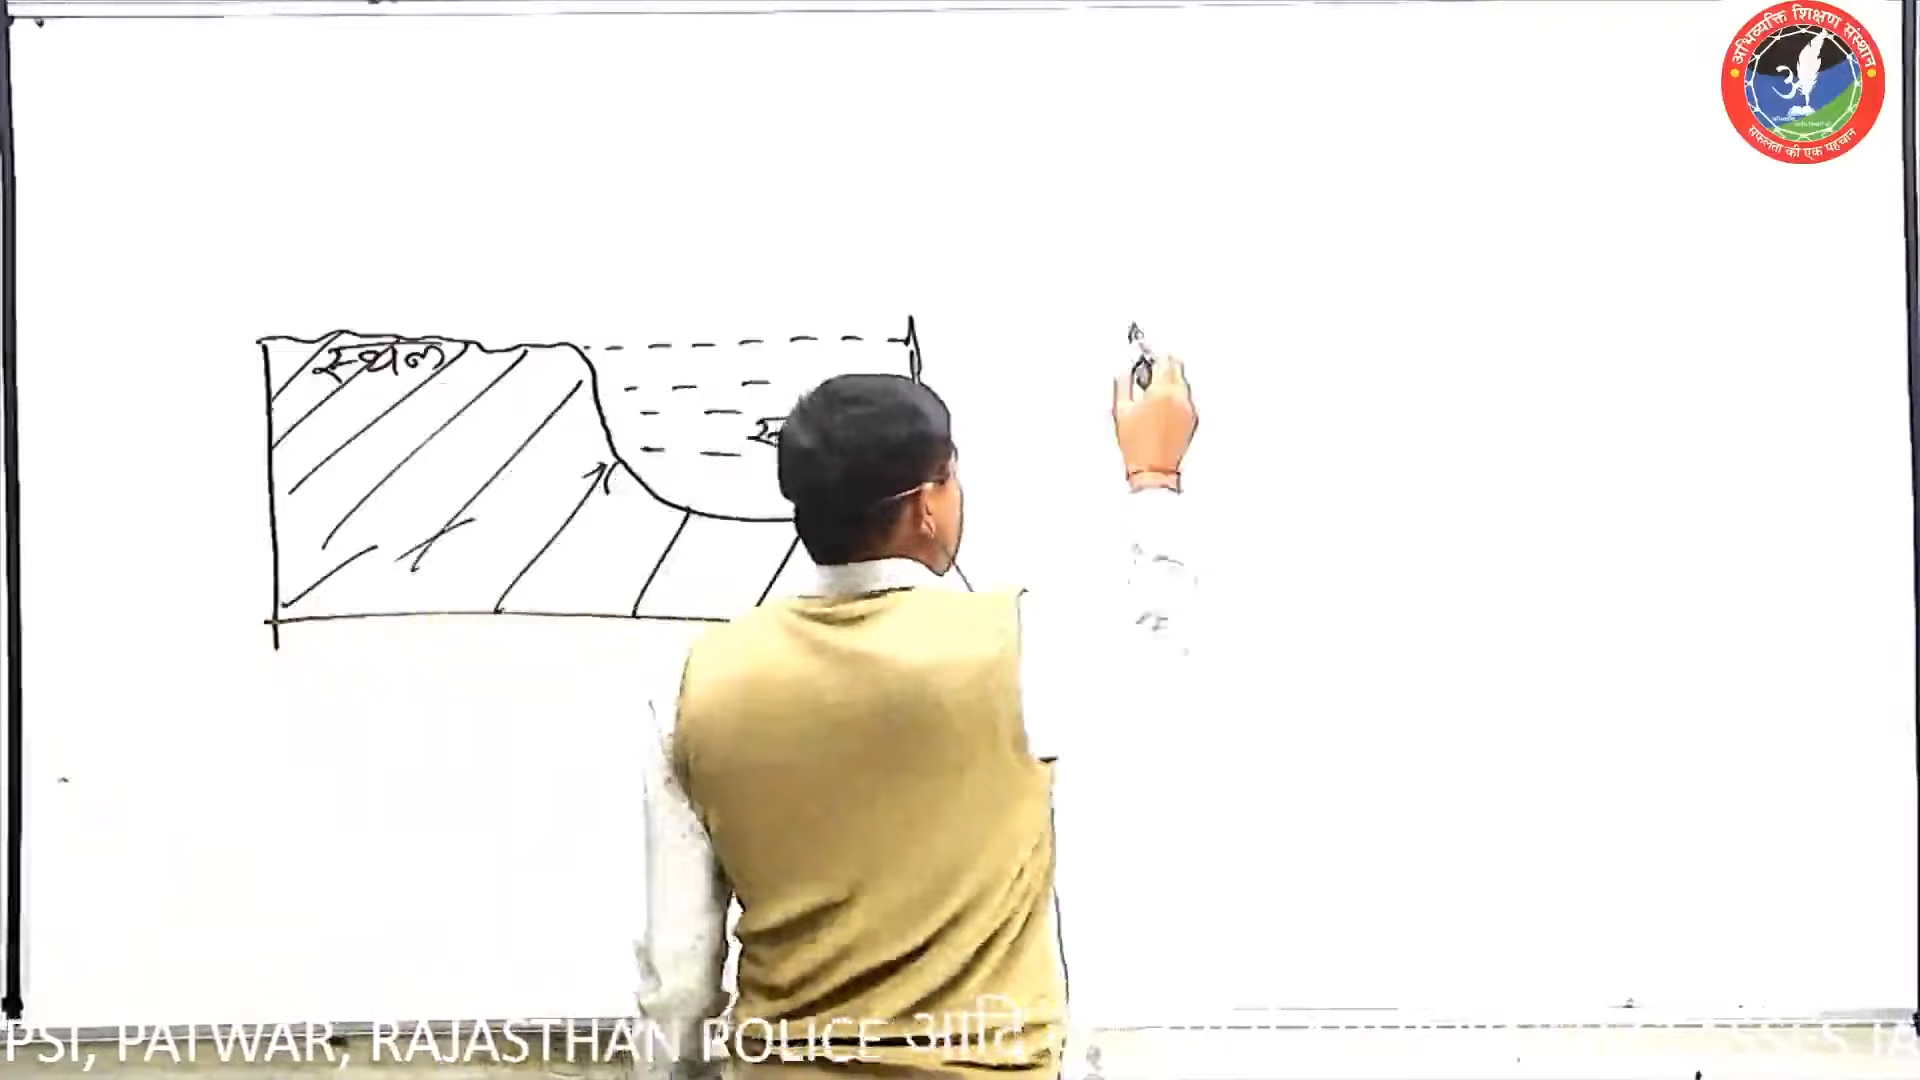 अभिव्यक्ति शिक्षण संस्थान
सफलता की एक पहचान
स्थल
PSI, PATWAR, RAJASTHAN POLICE आदि